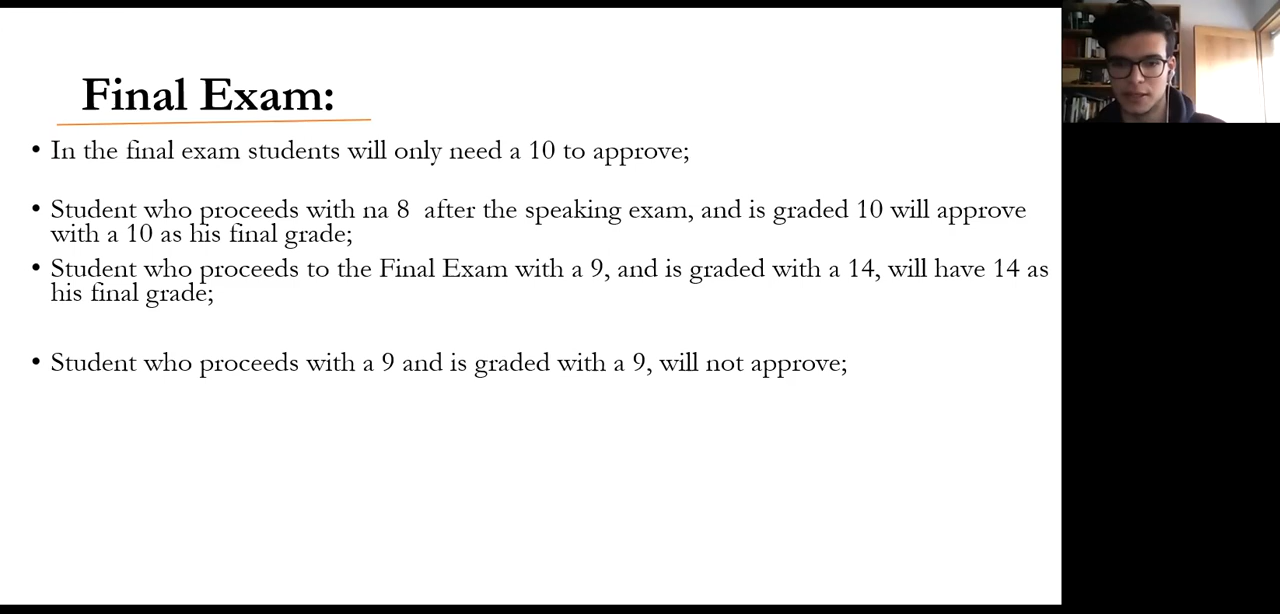 Final Exam:
• In the final exam students will only need a 10 to approve;
• Student who proceeds with na 8  after the speaking exam, and is graded 10 will approve
with a 10 as his final grade;
• Student who proceeds to the Final Exam with a 9, and is graded with a 14, will have 14 as
his final grade;
• Student who proceeds with a 9 and is graded with a 9, will not approve;